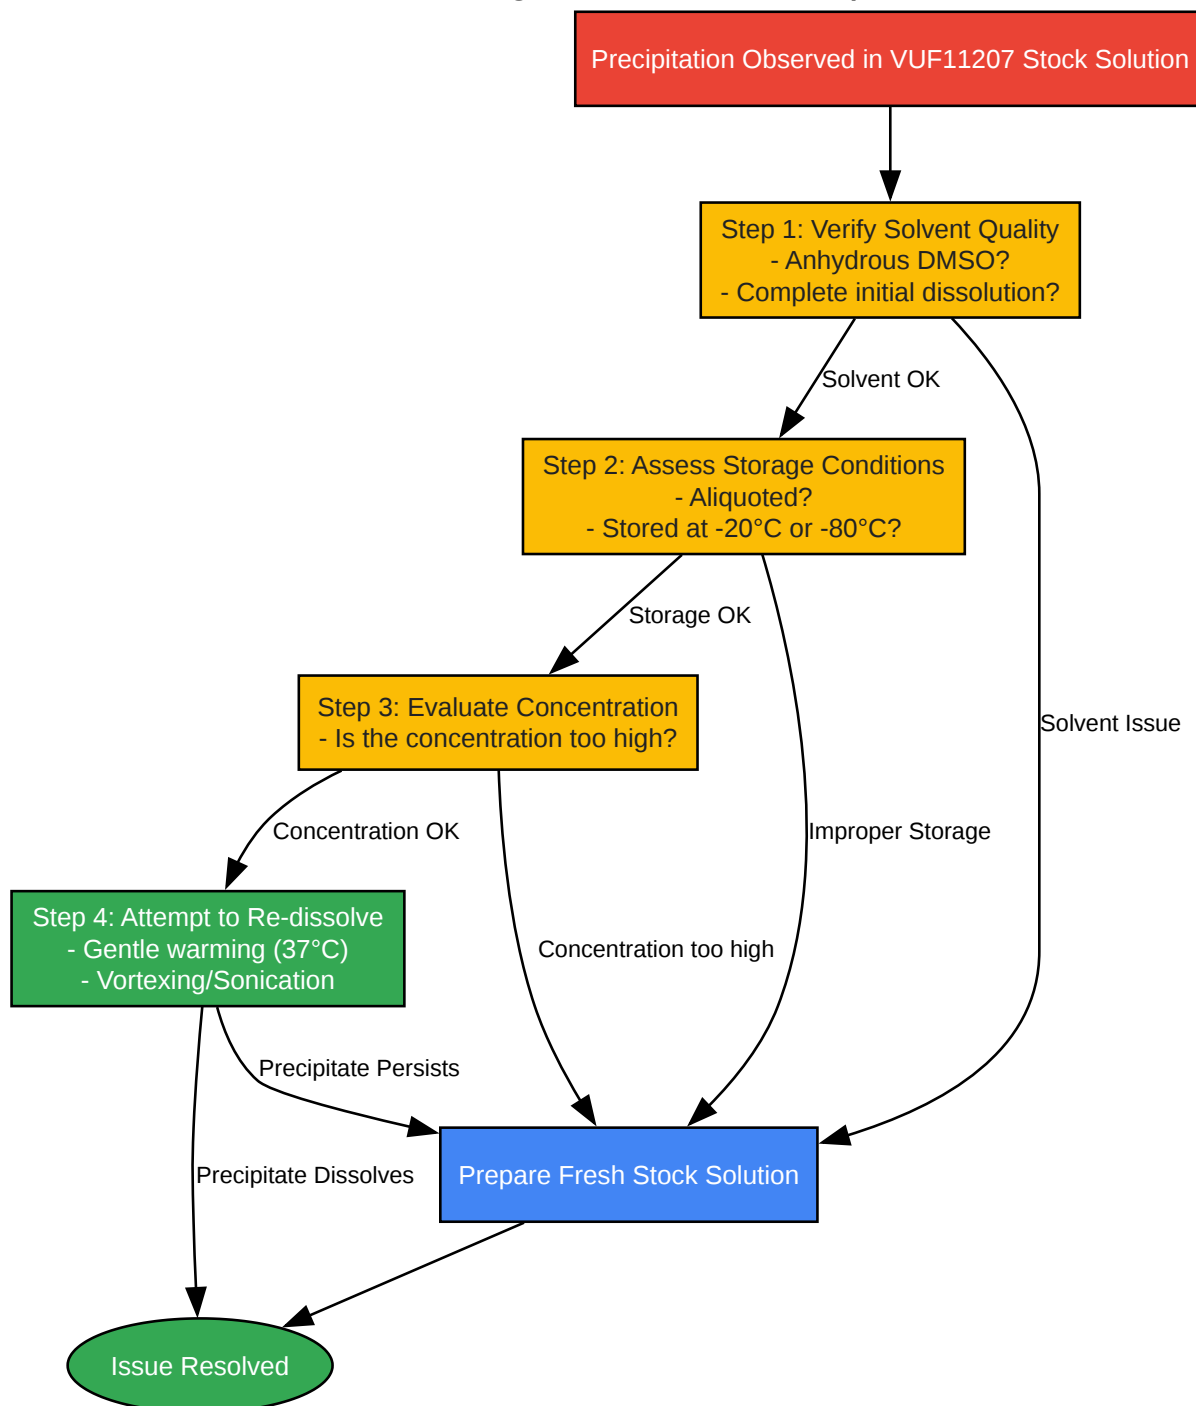 Precipitation Observed in VUF11207 Stock Solution
Step 1: Verify Solvent Quality
- Anhydrous DMSO?
- Complete initial dissolution?
Solvent OK
Step 2: Assess Storage Conditions
- Aliquoted?
- Stored at -20°C or -80°C?
Storage OK
Step 3: Evaluate Concentration
- Is the concentration too high?
Solvent Issue
Concentration OK
Improper Storage
Step 4: Attempt to Re-dissolve
- Gentle warming (37°C)
- Vortexing/Sonication
Concentration too high
Precipitate Persists
Precipitate Dissolves
Prepare Fresh Stock Solution
Issue Resolved